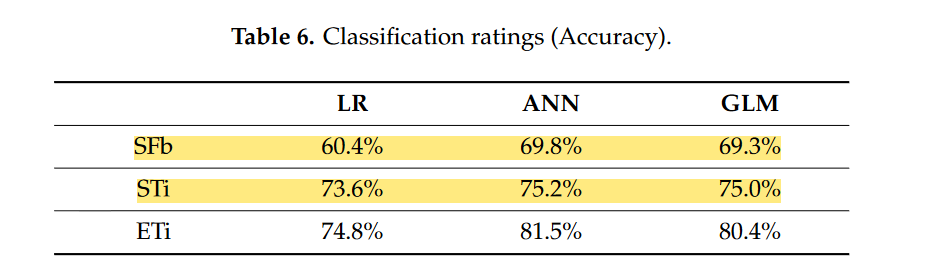 Table 6. Classification ratings (Accuracy).
LR ANN GLM
SFb 60.4% 69.8% 69.3%
STi 73.6% 75.2% 75.0%
ETi 74.8% 81.5% 80.4%